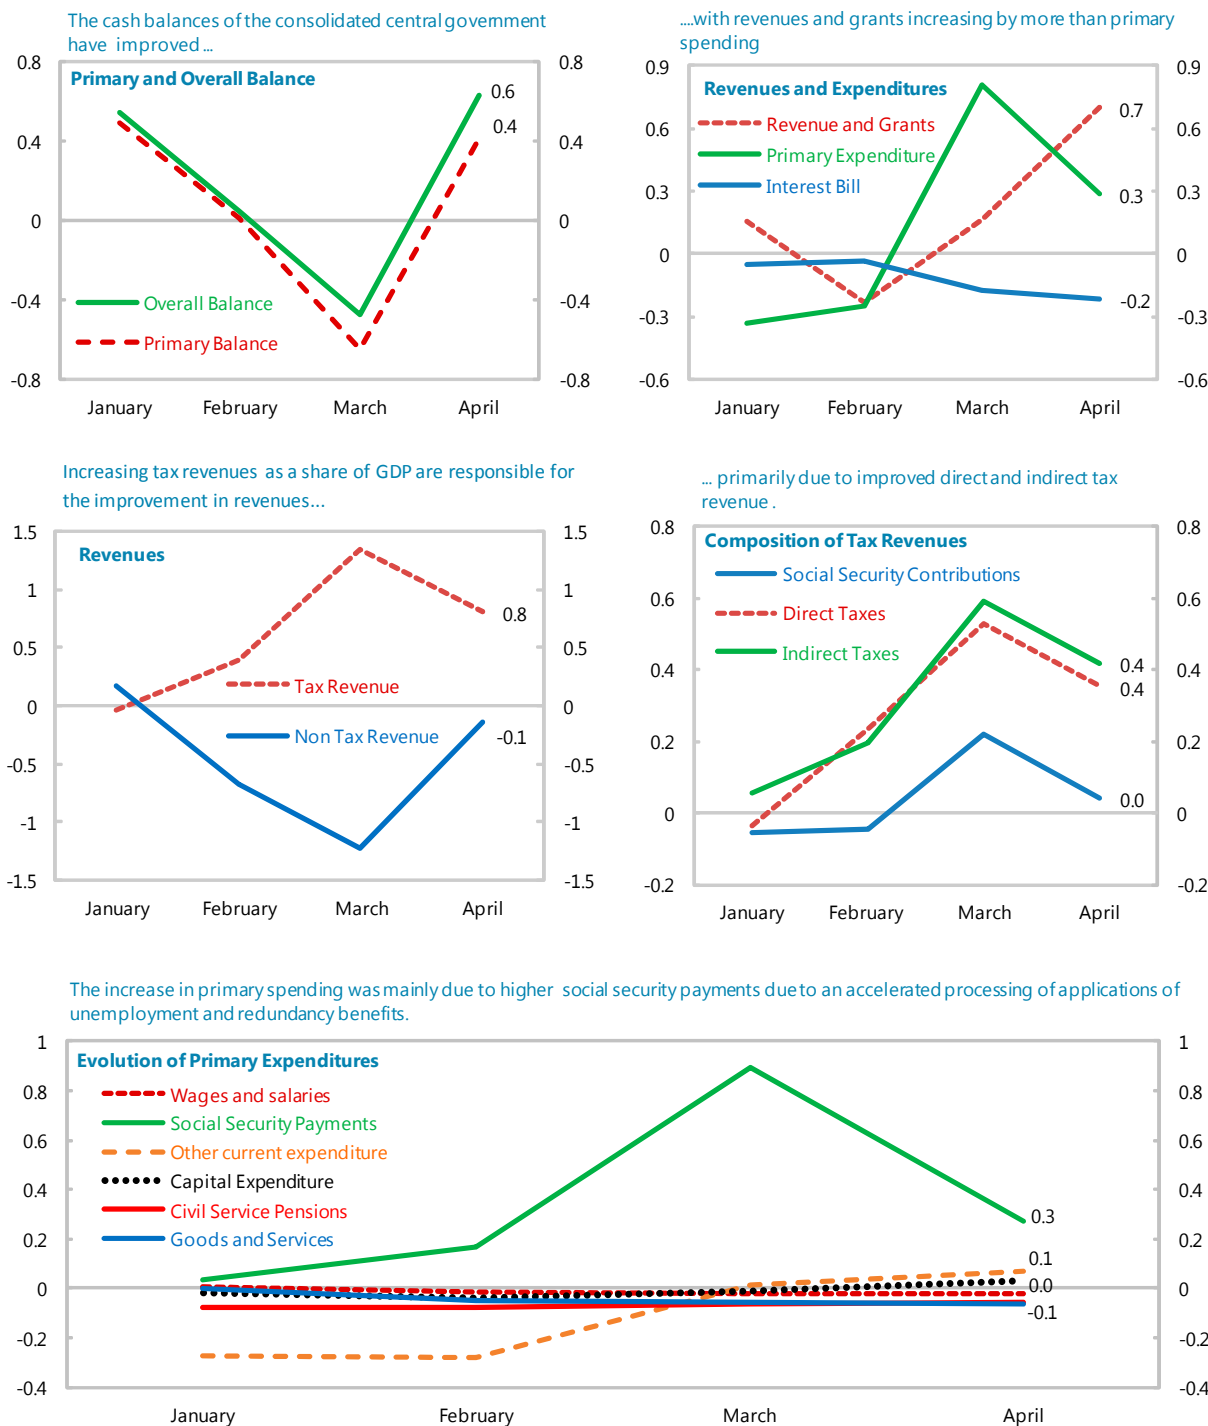 The cash balances of the consolidated central government
have improved ...
0.8
0.4
0
-0.4
-0.8
Primary and Overall Balance
Overall Balance
Primary Balance
0.6
0.4
0.8
0.4
0
-0.4
-0.8
January February March April
....with revenues and grants increasing by more than primary
spending
0.9
0.6
0.3
0
-0.3
-0.6
Revenues and Expenditures
Revenue and Grants
Primary Expenditure
Interest Bill
0.7
0.3
-0.2
0.9
0.6
0.3
0
-0.3
-0.6
January February March April
Increasing tax revenues as a share of GDP are responsible for
the improvement in revenues...
1.5
1
0.5
0
-0.5
-1
-1.5
Revenues
Tax Revenue
Non Tax Revenue
0.8
-0.1
1.5
1
0.5
0
-0.5
-1
-1.5
January February March April
... primarily due to improved direct and indirect tax
revenue .
0.8
0.6
0.4
0.2
0
-0.2
Composition of Tax Revenues
Social Security Contributions
Direct Taxes
Indirect Taxes
0.4
0.4
0.0
0.8
0.6
0.4
0.2
0
-0.2
January February March April
The increase in primary spending was mainly due to higher social security payments due to an accelerated processing of applications of
unemployment and redundancy benefits.
1
0.8
0.6
0.4
0.2
0
-0.2
-0.4
Evolution of Primary Expenditures
Wages and salaries
Social Security Payments
Other current expenditure
Capital Expenditure
Civil Service Pensions
Goods and Services
0.3
0.1
0.0
-0.1
1
0.8
0.6
0.4
0.2
0
-0.2
-0.4
January February March April